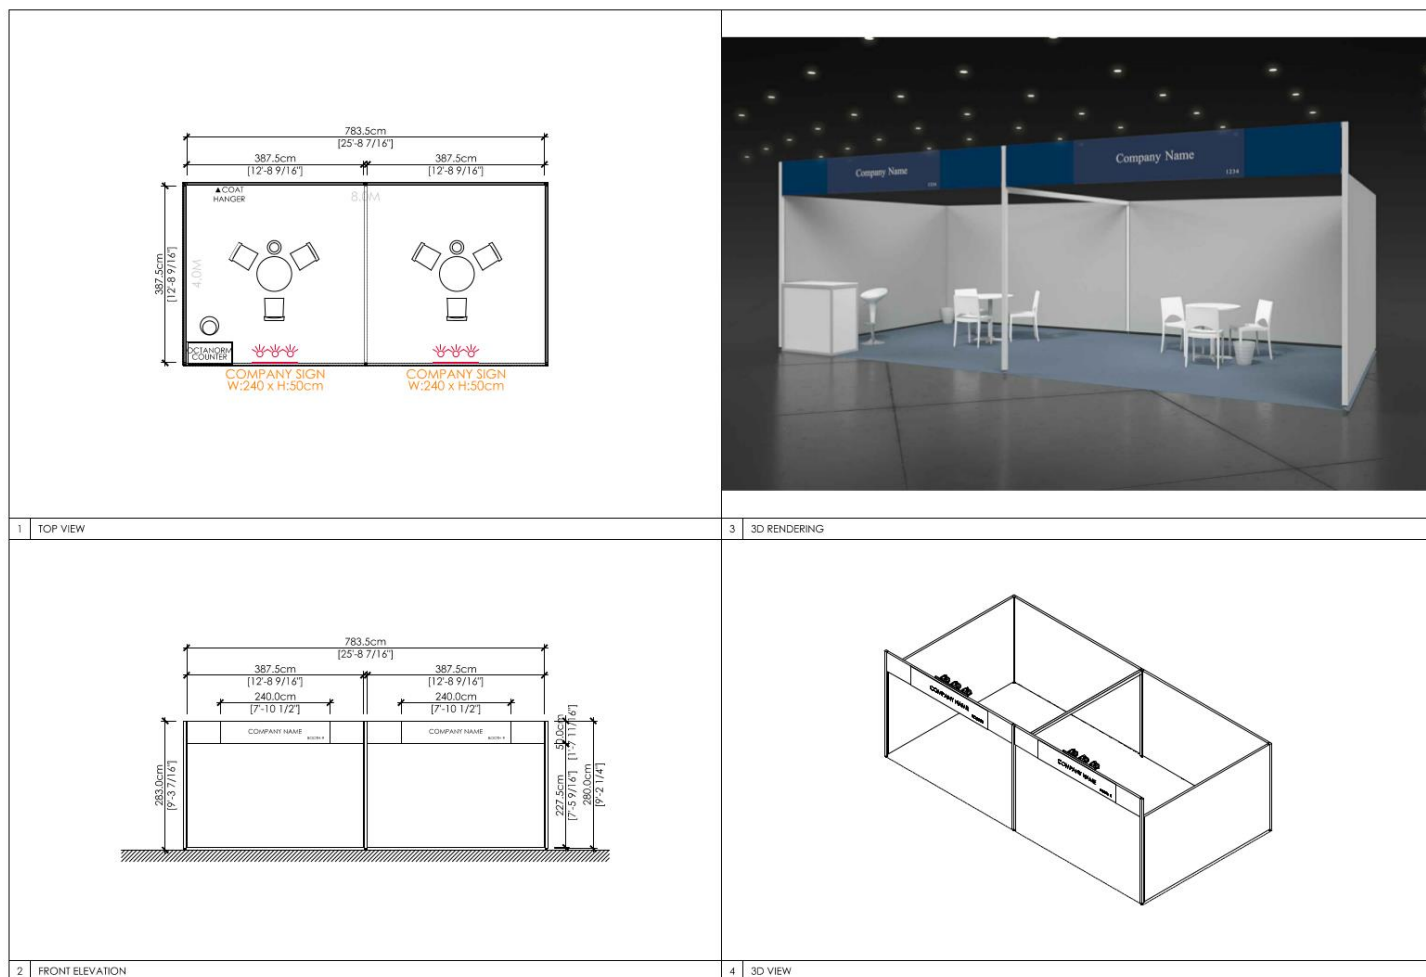 783.5cm
[25'-8 7/16"]
387.5cm
[12'-8 9/16"]
387.5cm
[12'-8 9/16"]
▲COAT
HANGER
8.0M
387.5cm
[12'-8 9/16"]
4.0M
OCTANORM
COUNTER
COMPANY SIGN
W:240 x H:50cm
COMPANY SIGN
W:240 x H:50cm
1 TOP VIEW
Company Name
1234
Company Name
1234
3 3D RENDERING
783.5cm
[25'-8 7/16"]
387.5cm
[12'-8 9/16"]
387.5cm
[12'-8 9/16"]
240.0cm
[7'-10 1/2"]
240.0cm
[7'-10 1/2"]
COMPANY NAME
BOOTH #
COMPANY NAME
BOOTH #
283.0cm
[9'-3 7/16"]
50.0cm
[1'-7 11/16"]
227.5cm
[7'-5 9/16"]
280.0cm
[9'-2 1/4"]
2 FRONT ELEVATION
COMPANY NAME
COMPANY NAME
4 3D VIEW